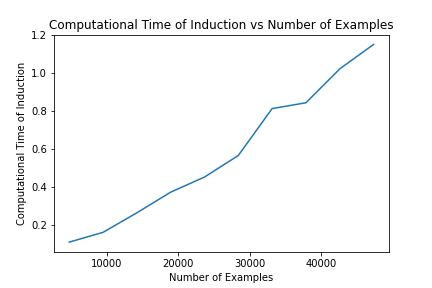 Computational Time of Induction vs Number of Examples
1.2
1.0
0.8
0.6
0.4
0.2
Computational Time of Induction
10000 20000 30000 40000
Number of Examples